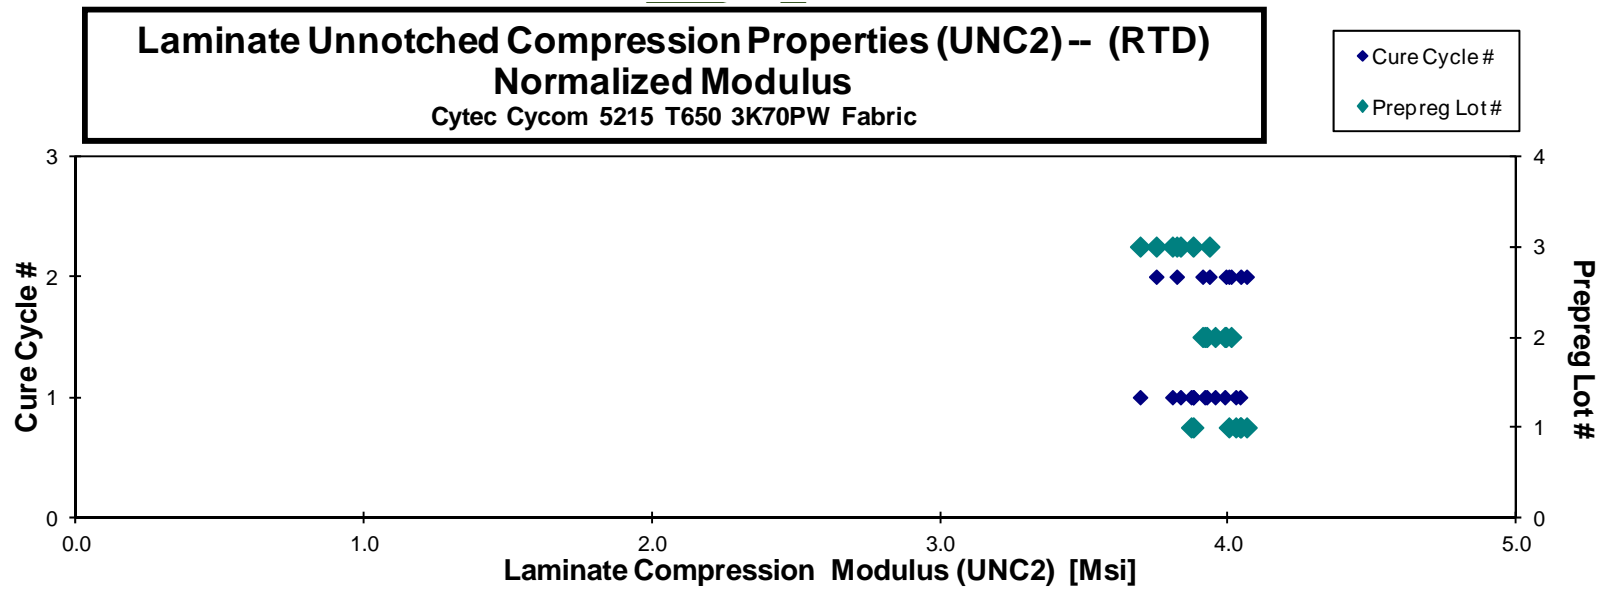 Laminate Unnotched Compression Properties (UNC2) -- (RTD)
Normalized Modulus
Cytec Cycom 5215 T650 3K70PW Fabric
Cure Cycle #
Prepreg Lot #
3
2
1
0
Cure Cycle #
4
3
2
1
0
Prepreg Lot #
0.0 1.0 2.0 3.0 4.0 5.0
Laminate Compression Modulus (UNC2) [Msi]